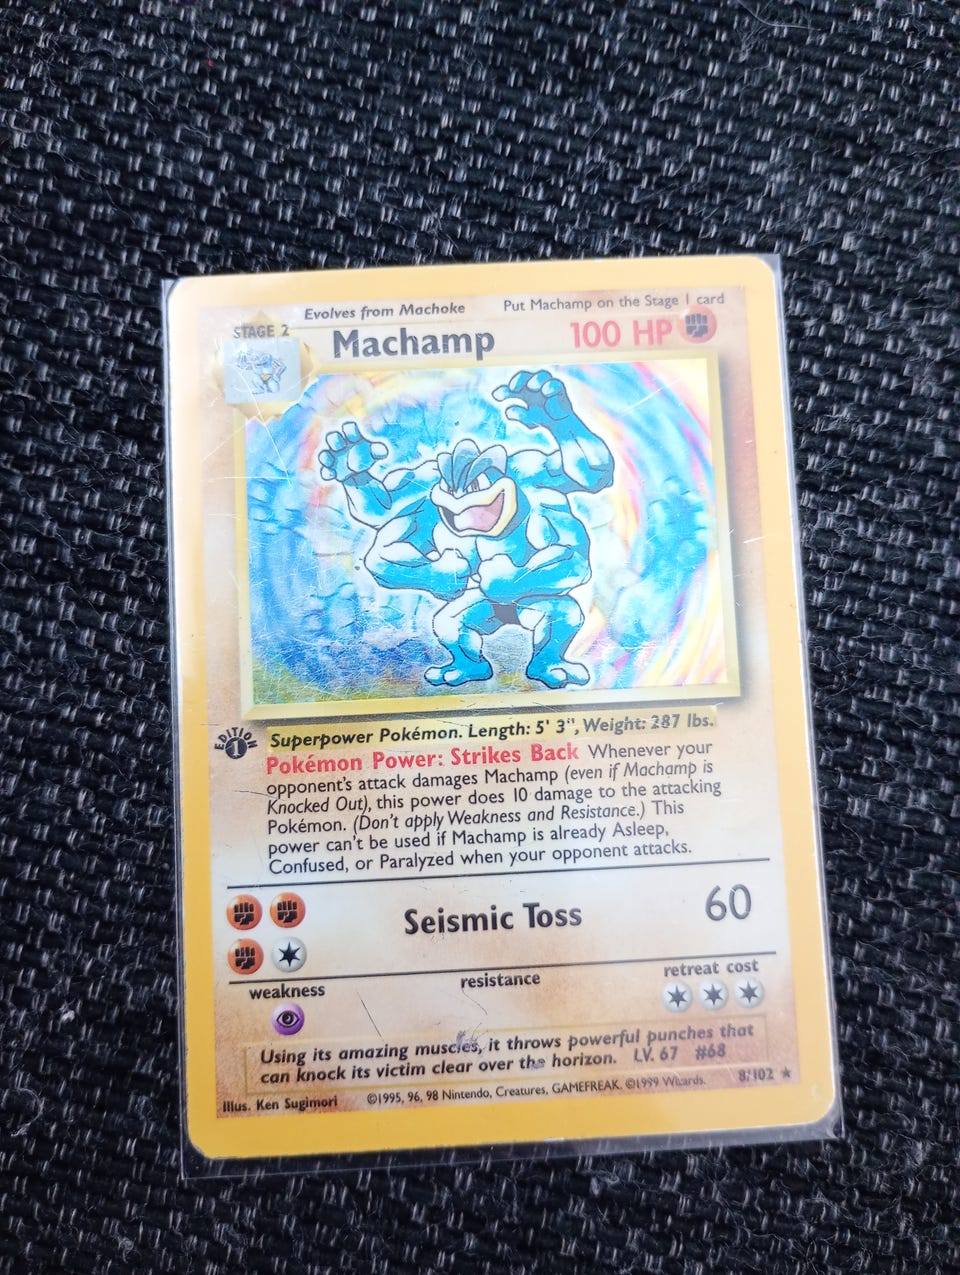 Evolves from Machoke
Put Machamp on the Stage 1 card
STAGE 2
Machamp
100 HP
EDITION
1
Superpower Pokémon. Length: 5' 3", Weight: 287 lbs.
Pokémon Power: Strikes Back Whenever your
opponent's attack damages Machamp (even if Machamp is
Knocked Out), this power does 10 damage to the attacking
Pokémon. (Don't apply Weakness and Resistance.) This
power can't be used if Machamp is already Asleep,
Confused, or Paralyzed when your opponent attacks.
Seismic Toss
60
weakness
resistance
retreat cost
Using its amazing muscles, it throws powerful punches that
can knock its victim clear over the horizon. LV. 67 #68
Illus. Ken Sugimori
©1995, 96, 98 Nintendo, Creatures, GAMEFREAK. ©1999 Wizards.
8/102 ★